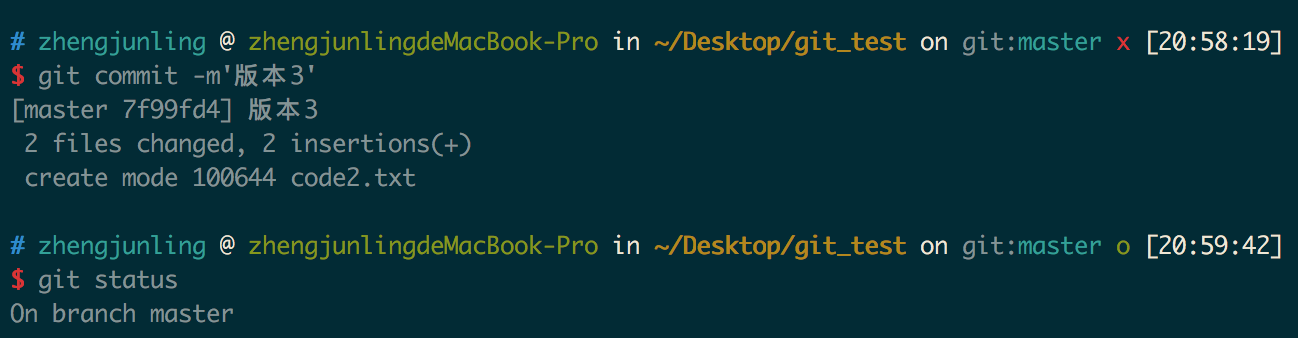 # zhengjunling @ zhengjunlingdeMacBook-Pro in ~/Desktop/git_test on git:master x [20:58:19]
$ git commit -m'版本3'
[master 7f99fd4] 版本3
 2 files changed, 2 insertions(+)
 create mode 100644 code2.txt
# zhengjunling @ zhengjunlingdeMacBook-Pro in ~/Desktop/git_test on git:master o [20:59:42]
$ git status
On branch master